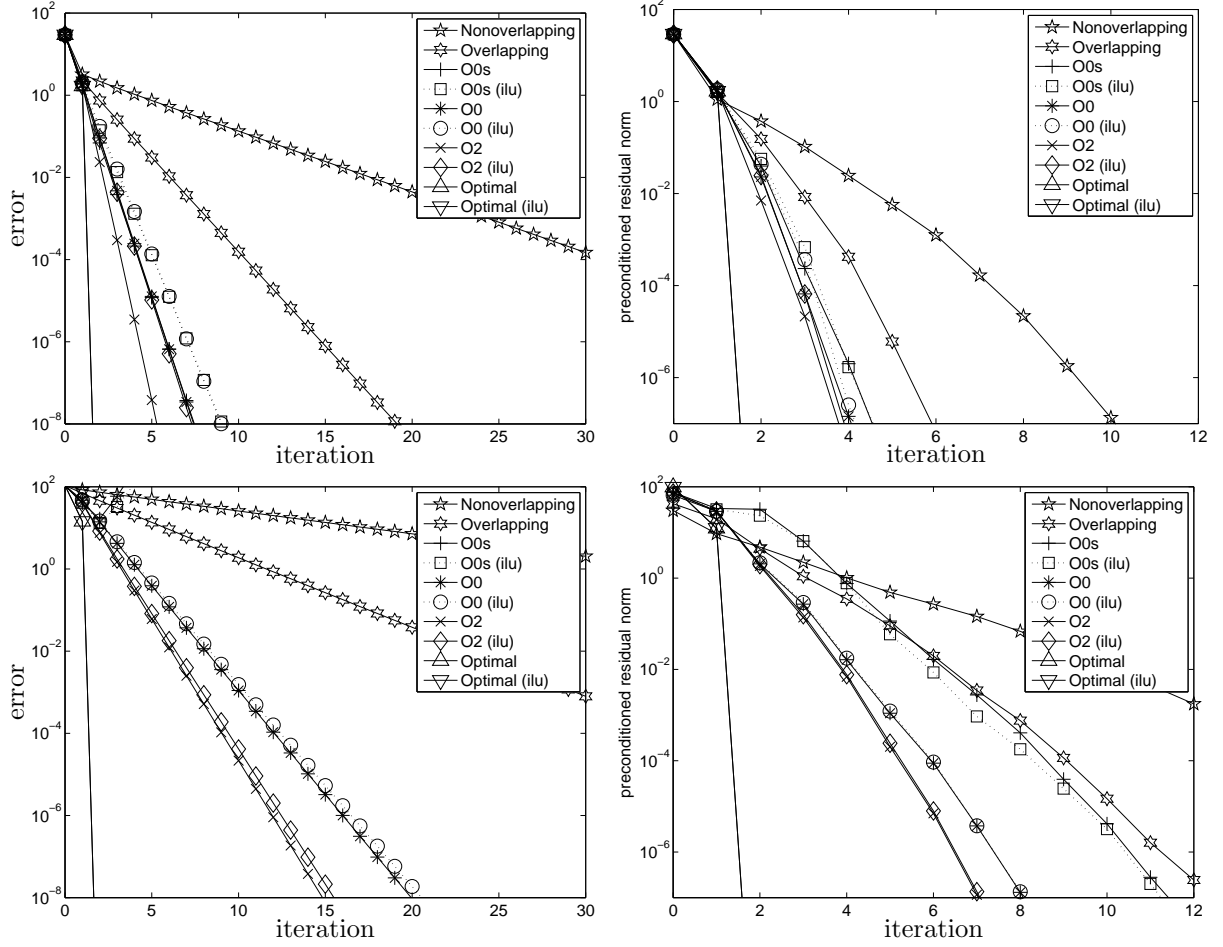 10^2
10^0
10^-2
10^-4
10^-6
10^-8
0 5 10 15 20 25 30
iteration
error
Nonoverlapping
Overlapping
O0s
O0s (ilu)
O0
O0 (ilu)
O2
O2 (ilu)
Optimal
Optimal (ilu)
10^2
10^0
10^-2
10^-4
10^-6
0 2 4 6 8 10 12
iteration
preconditioned residual norm
Nonoverlapping
Overlapping
O0s
O0s (ilu)
O0
O0 (ilu)
O2
O2 (ilu)
Optimal
Optimal (ilu)
10^2
10^0
10^-2
10^-4
10^-6
10^-8
0 5 10 15 20 25 30
iteration
error
Nonoverlapping
Overlapping
O0s
O0s (ilu)
O0
O0 (ilu)
O2
O2 (ilu)
Optimal
Optimal (ilu)
10^2
10^0
10^-2
10^-4
10^-6
0 2 4 6 8 10 12
iteration
preconditioned residual norm
Nonoverlapping
Overlapping
O0s
O0s (ilu)
O0
O0 (ilu)
O2
O2 (ilu)
Optimal
Optimal (ilu)